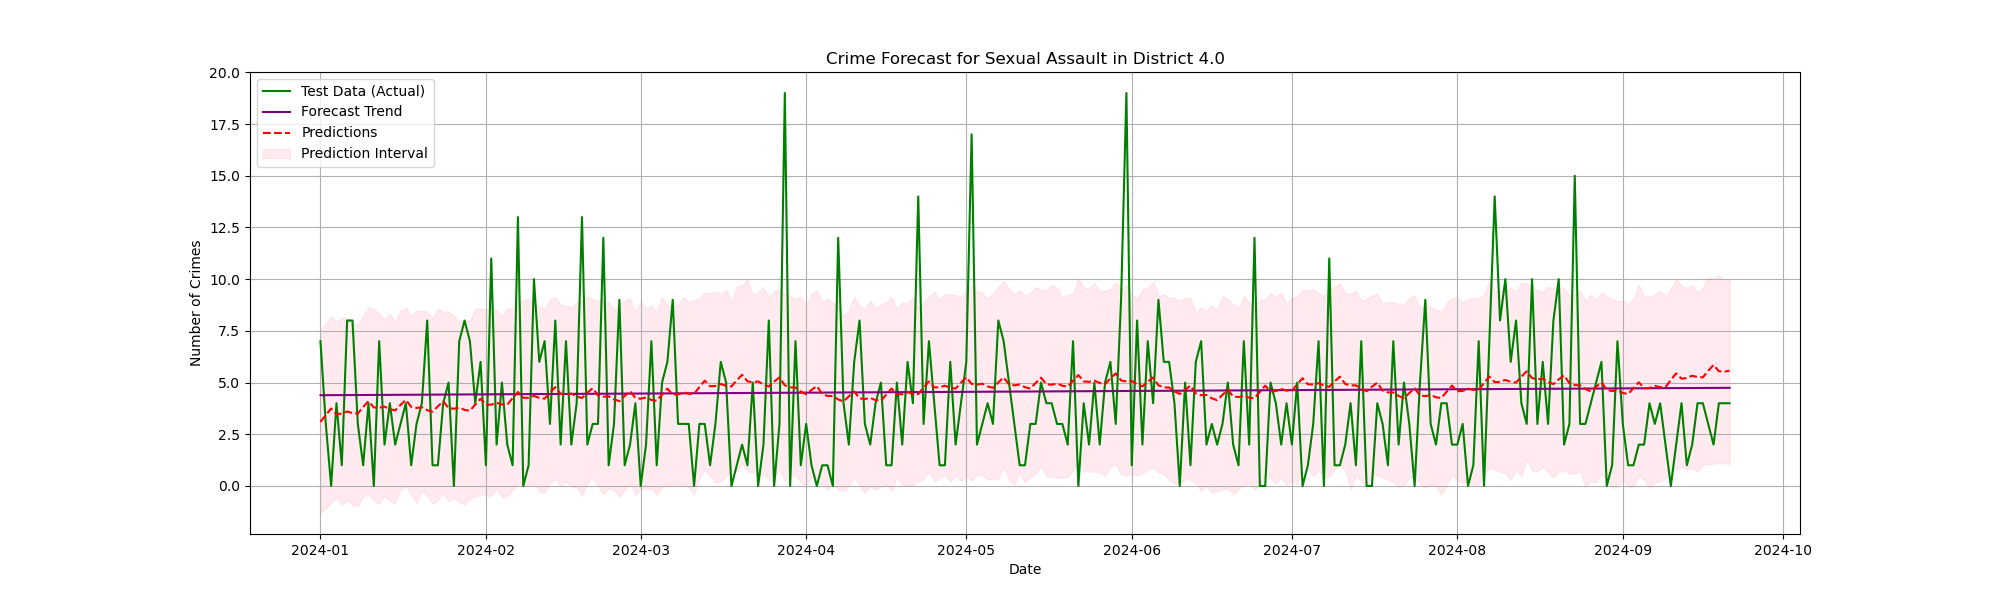 Crime Forecast for Sexual Assault in District 4.0
Test Data (Actual)
Forecast Trend
Predictions
Prediction Interval
Number of Crimes
20.0
17.5
15.0
12.5
10.0
7.5
5.0
2.5
0.0
2024-01 2024-02 2024-03 2024-04 2024-05 2024-06 2024-07 2024-08 2024-09 2024-10
Date